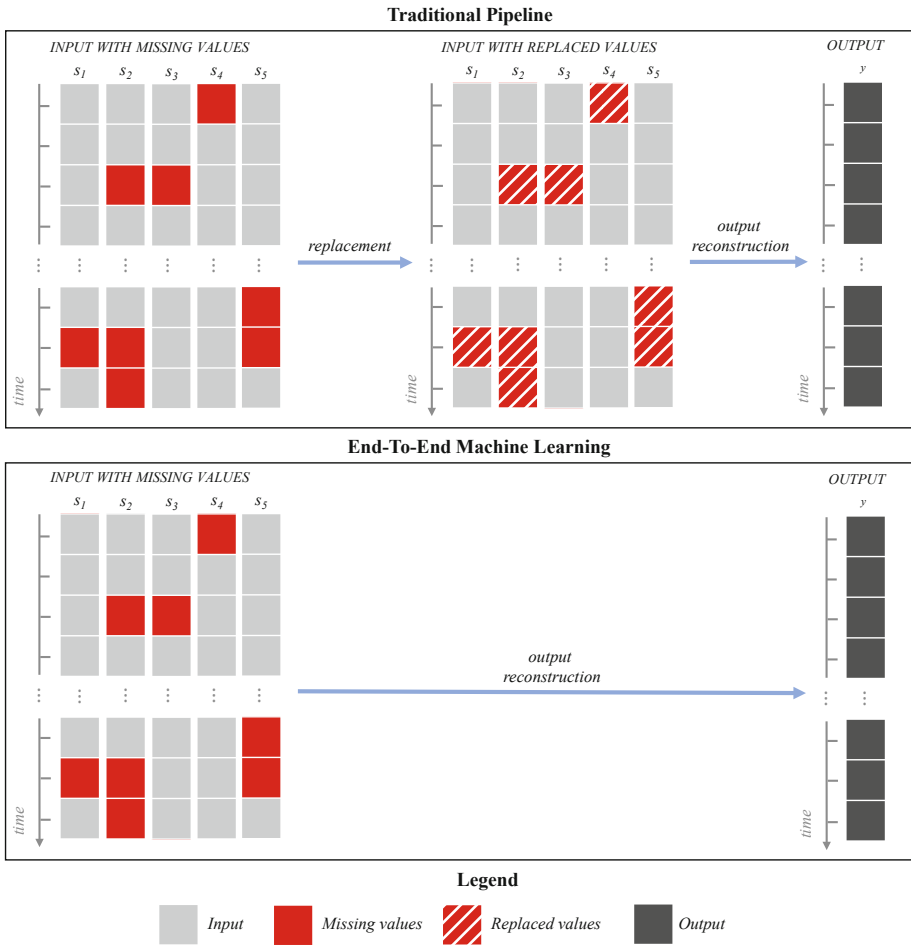 Traditional Pipeline
INPUT WITH MISSING VALUES
INPUT WITH REPLACED VALUES
OUTPUT
s1 s2 s3 s4 s5
s1 s2 s3 s4 s5
y
replacement
output
reconstruction
time
time
time
End-To-End Machine Learning
INPUT WITH MISSING VALUES
OUTPUT
s1 s2 s3 s4 s5
y
output
reconstruction
time
time
Legend
Input
Missing values
Replaced values
Output